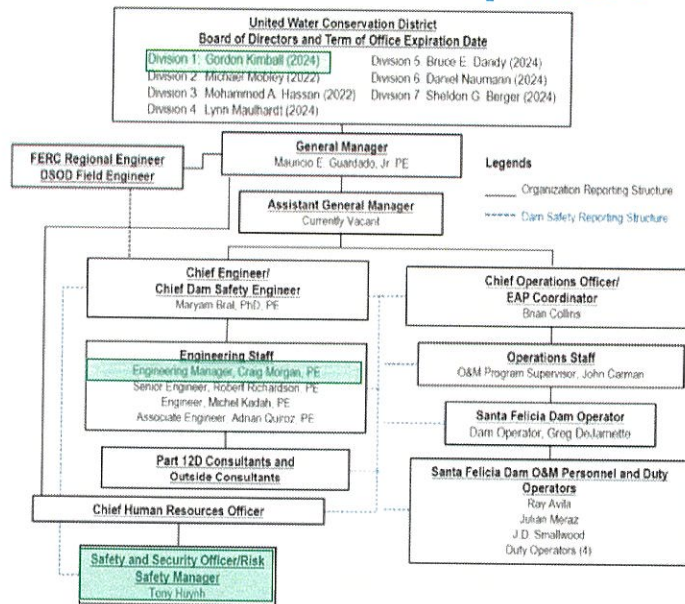 United Water Conservation District
Board of Directors and Term of Office Expiration Date
Division 1: Gordon Kimball (2024)
Division 2 Michael Mobley (2022)
Division 3 Mohammed A. Hassan (2022)
Division 4 Lynn Maulhardt (2024)
Division 5 Bruce E. Dandy (2024)
Division 6 Daniel Naumann (2024)
Division 7 Sheldon G. Berger (2024)
General Manager
Mauricio E. Guardado, Jr. PE
FERC Regional Engineer
DSOD Field Engineer
Legends
Organization Reporting Structure
Dam Safety Reporting Structure
Assistant General Manager
Currently Vacant
Chief Engineer/
Chief Dam Safety Engineer
Maryam Bral, PhD, PE
Chief Operations Officer/
EAP Coordinator
Brian Collins
Engineering Staff
Engineering Manager, Craig Morgan, PE
Senior Engineer, Robert Richardson, PE
Engineer, Michel Kadah, PE
Associate Engineer Adrian Quiroz, PE
Operations Staff
O&M Program Supervisor, John Carman
Santa Felicia Dam Operator
Dam Operator, Greg DeJarnette
Part 12D Consultants and
Outside Consultants
Santa Felicia Dam O&M Personnel and Duty
Operators
Ray Avila
Julian Meraz
J.D. Smallwood
Duty Operators (4)
Chief Human Resources Officer
Safety and Security Officer/Risk
Safety Manager
Tony Huynh